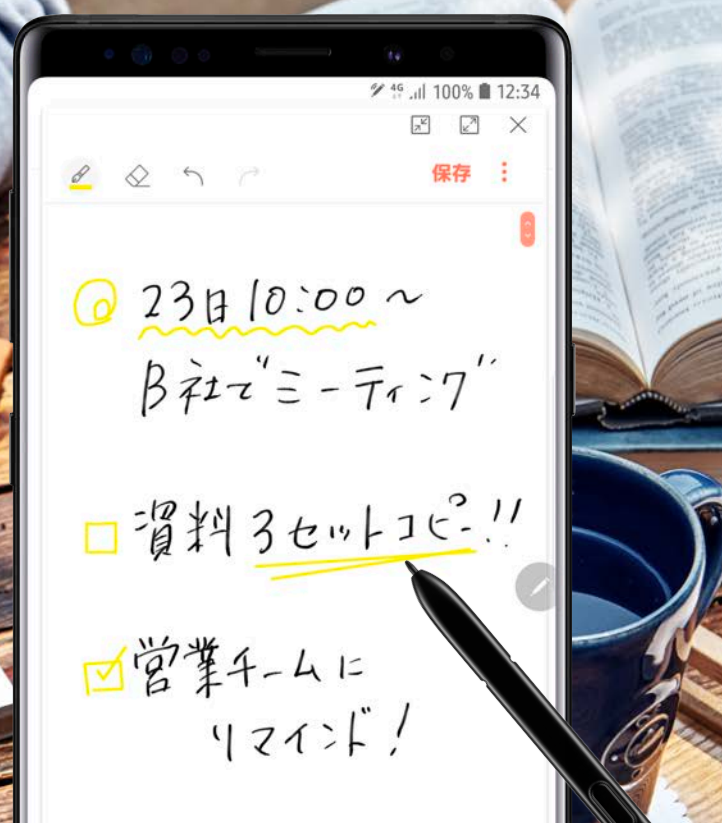 4G 100% 12:34
保存
23日10:00～
B社でミーティング
資料3セットコピー!!
営業チームに
リマインド!